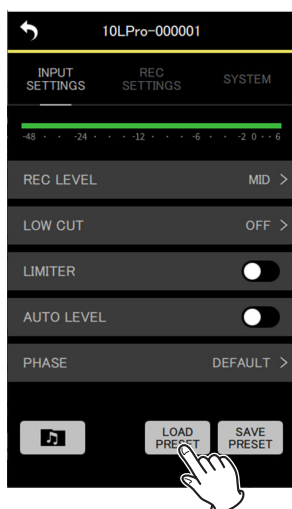 10LPro-000001
INPUT SETTINGS REC SETTINGS SYSTEM
-48 · · -24 · · · -12 · · · -6 · · -2 0 · · 6
REC LEVEL MID >
LOW CUT OFF >
LIMITER
AUTO LEVEL
PHASE DEFAULT >
LOAD PRESET SAVE PRESET